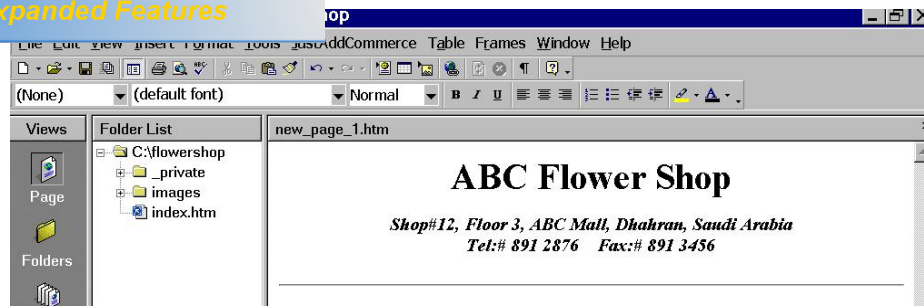 xpanded Features
op
File Edit View Insert Format Tools JustAddCommerce Table Frames Window Help
(None) (default font) Normal B I U A
Views Folder List new_page_1.htm
C:\flowershop
_private
images
index.htm
Page
Folders
ABC Flower Shop
Shop#12, Floor 3, ABC Mall, Dhahran, Saudi Arabia
Tel:# 891 2876 Fax:# 891 3456